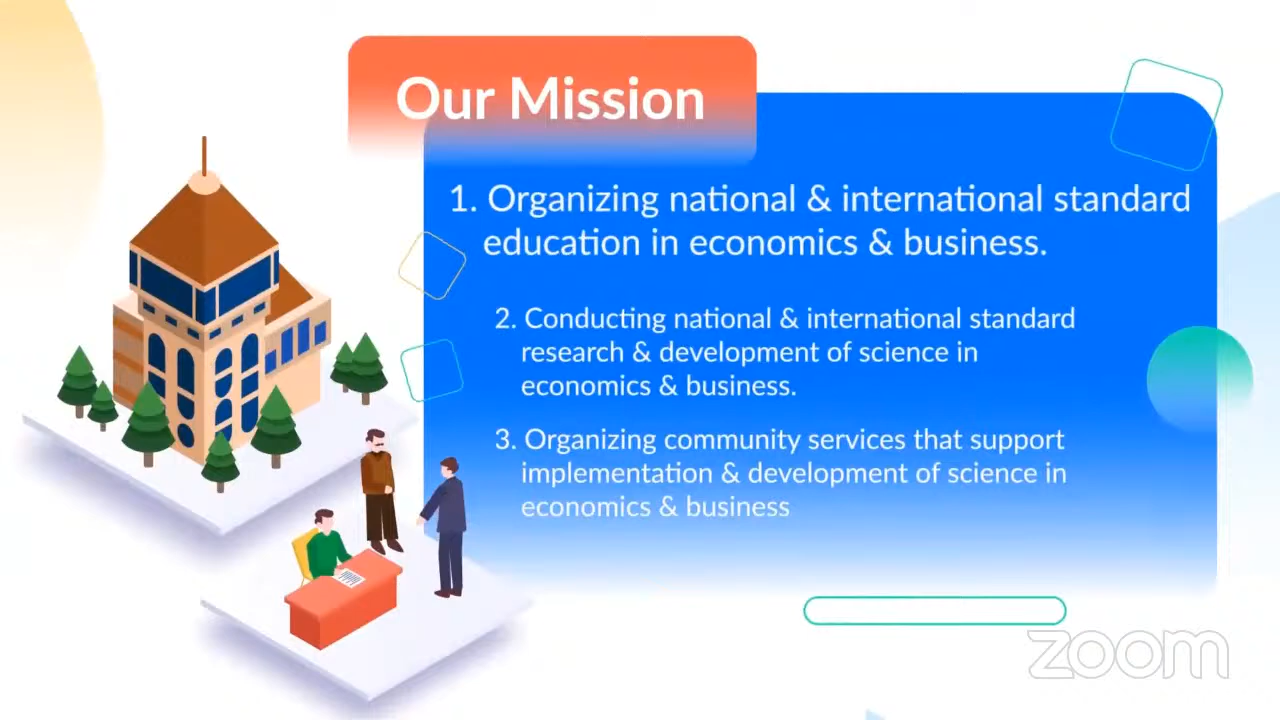 Our Mission
1. Organizing national & international standard
education in economics & business.
2. Conducting national & international standard
research & development of science in
economics & business.
3. Organizing community services that support
implementation & development of science in
economics & business
zoom